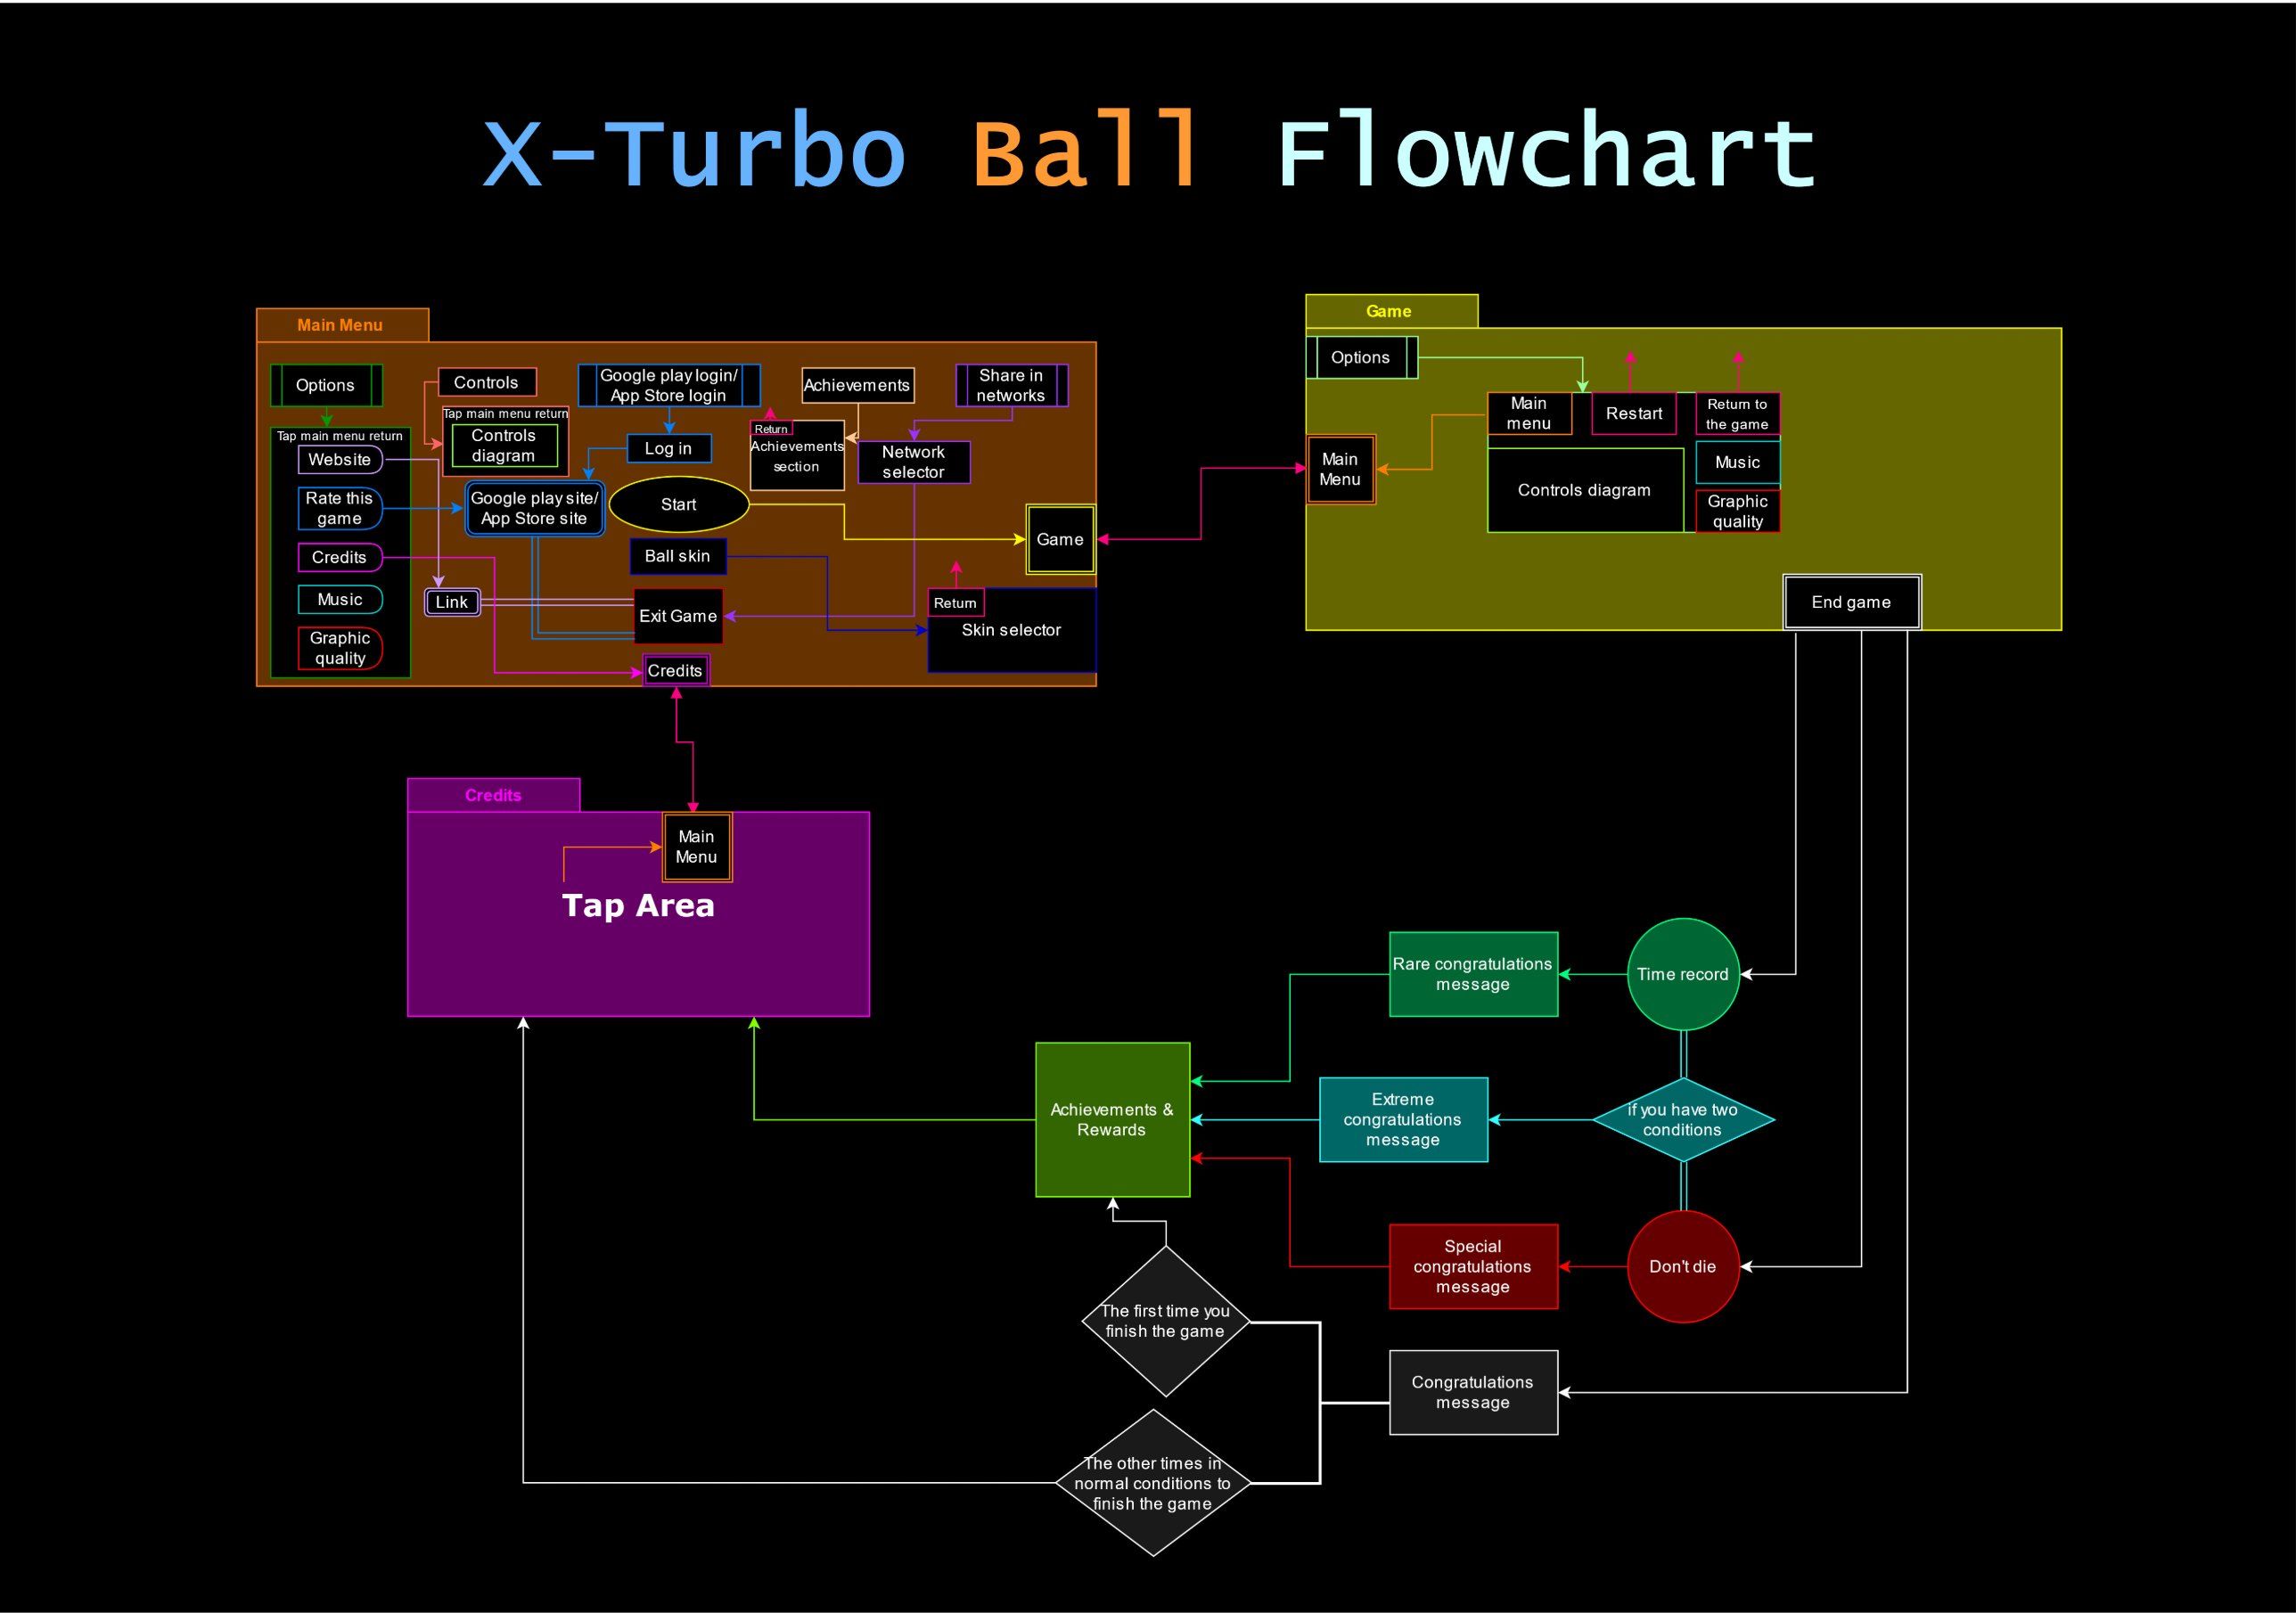 X-Turbo Ball Flowchart
Main Menu
Options
Tap main menu return
Website
Rate this
game
Credits
Music
Graphic
quality
Controls
Tap main menu return
Controls
diagram
Google play login/
App Store login
Log in
Google play site/
App Store site
Link
Start
Ball skin
Exit Game
Credits
Achievements
Return
Achievements
section
Share in
networks
Network
selector
Game
Return
Skin selector
Game
Options
Main
Menu
Main
menu
Restart
Return to
the game
Controls diagram
Music
Graphic
quality
End game
Credits
Main
Menu
Tap Area
Rare congratulations
message
Time record
Achievements &
Rewards
Extreme
congratulations
message
if you have two
conditions
Special
congratulations
message
Don't die
The first time you
finish the game
Congratulations
message
The other times in
normal conditions to
finish the game